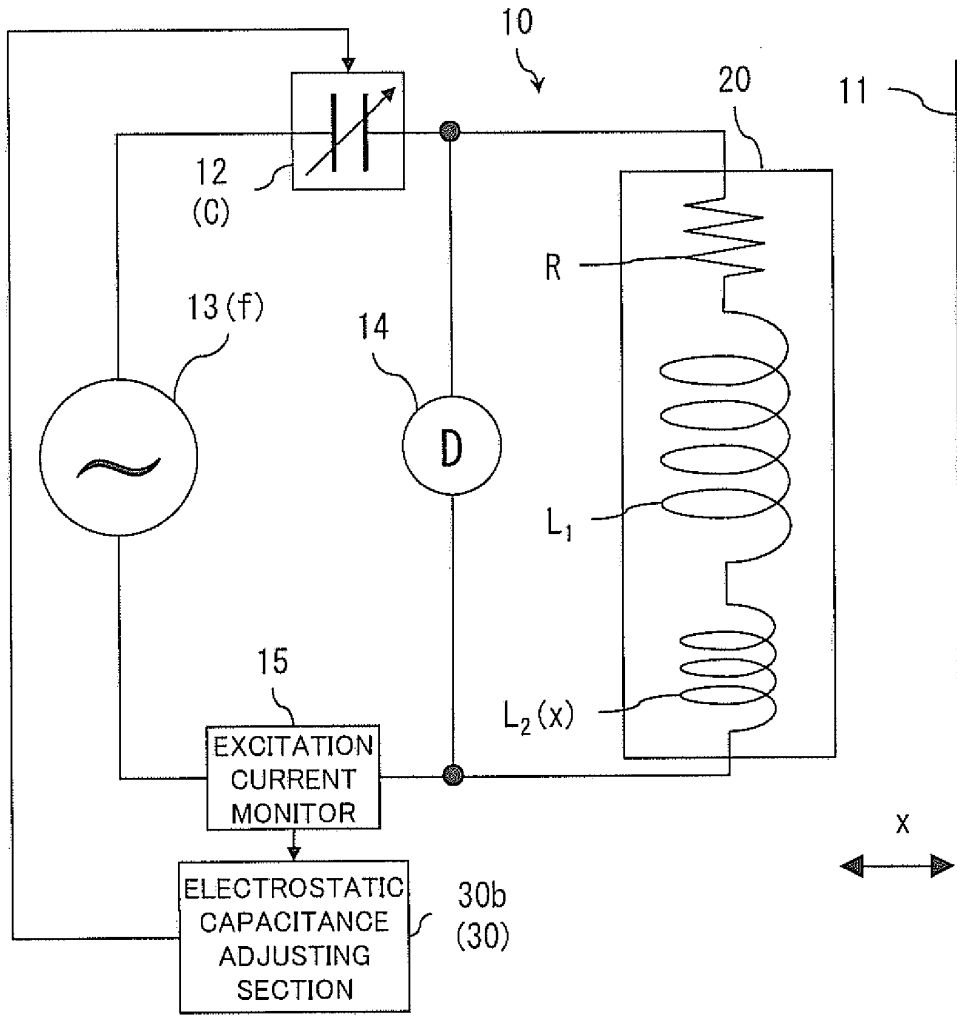 10
20
11
12
(C)
R
13(f)
14
D
L₁
15
L₂(x)
EXCITATION
CURRENT
MONITOR
x
ELECTROSTATIC
CAPACITANCE
ADJUSTING
SECTION
30b
(30)